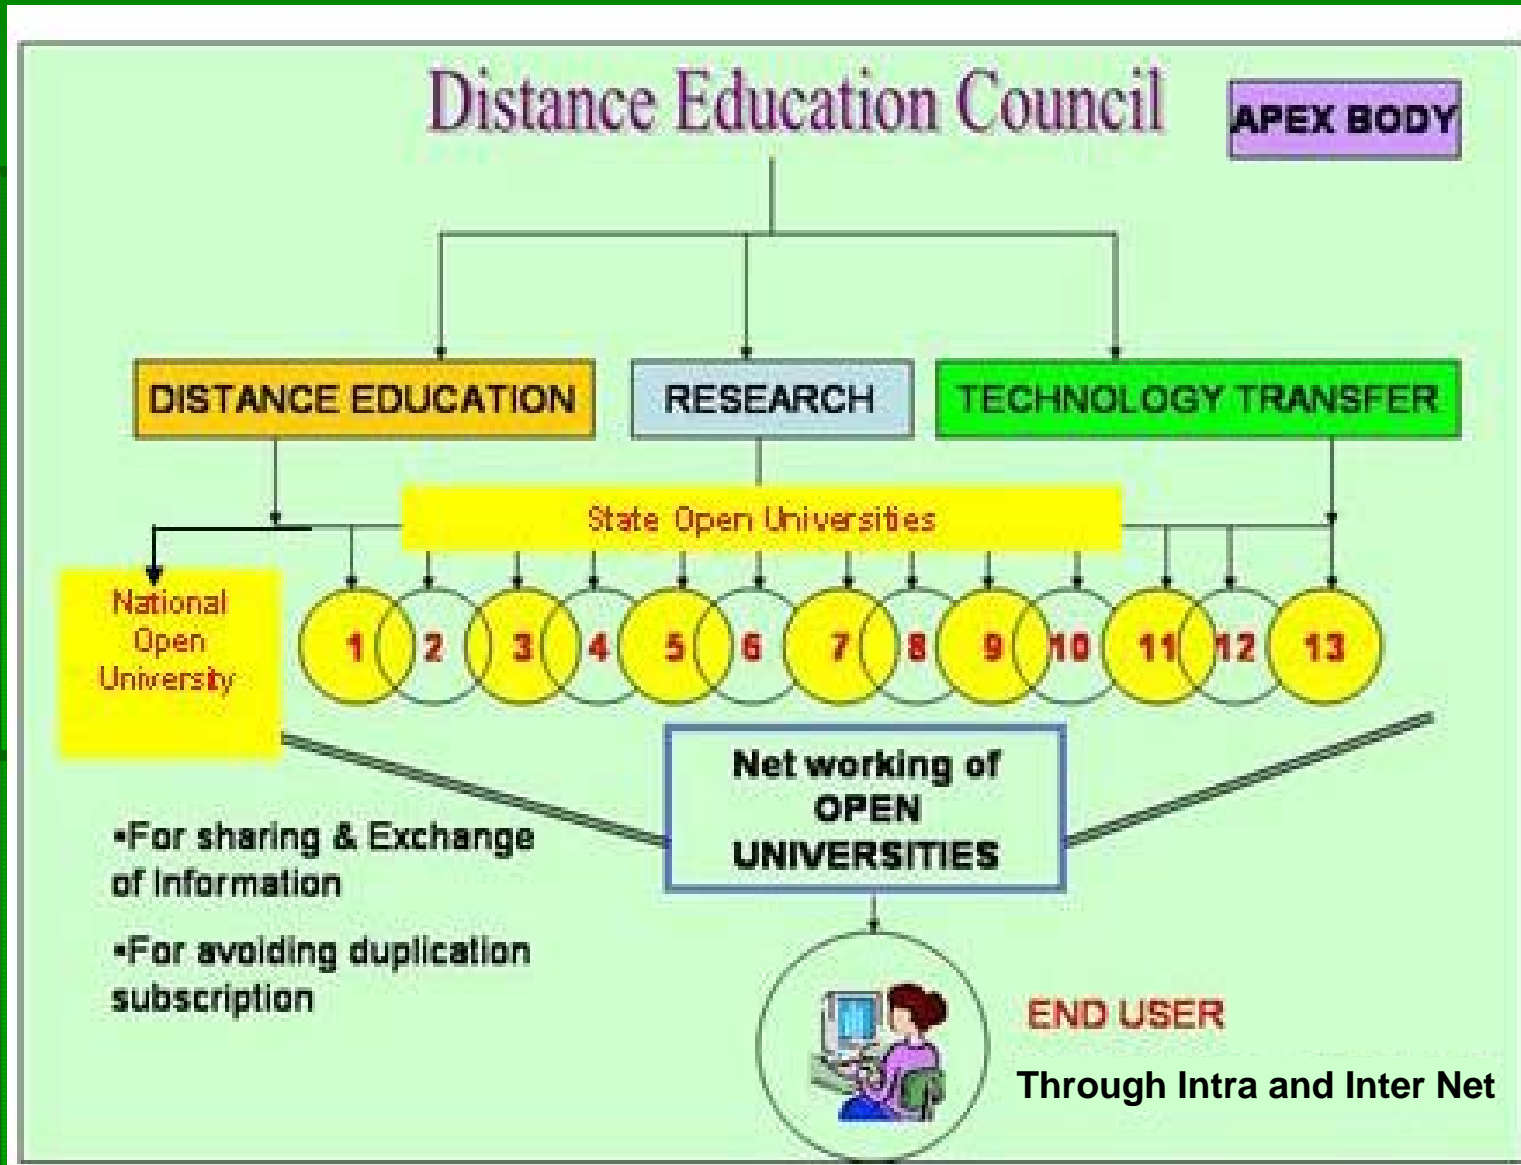 Distance Education Council
APEX BODY
DISTANCE EDUCATION
RESEARCH
TECHNOLOGY TRANSFER
State Open Universities
National
Open
University
1
2
3
4
5
6
7
8
9
10
11
12
13
Net working of
OPEN
UNIVERSITIES
•For sharing & Exchange
of Information
•For avoiding duplication
subscription
END USER
Through Intra and Inter Net